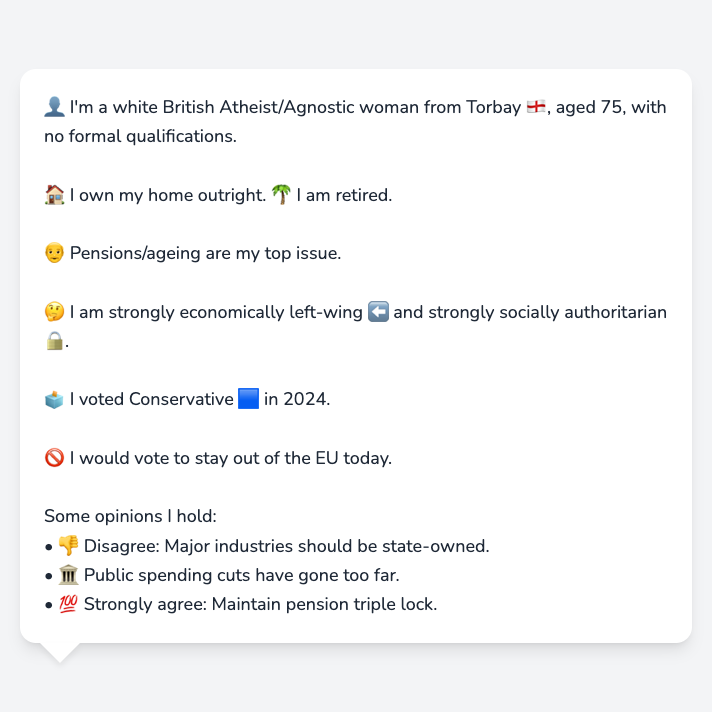 👤 I'm a white British Atheist/Agnostic woman from Torbay 🏴󠁧󠁢󠁥󠁮󠁧󠁿, aged 75, with
no formal qualifications.
🏠 I own my home outright. 🌴 I am retired.
🧓 Pensions/ageing are my top issue.
🤔 I am strongly economically left-wing ⬅️ and strongly socially authoritarian
🔒.
🗳️ I voted Conservative 🟦 in 2024.
🚫 I would vote to stay out of the EU today.
Some opinions I hold:
• 👎 Disagree: Major industries should be state-owned.
• 🏛️ Public spending cuts have gone too far.
• 💯 Strongly agree: Maintain pension triple lock.